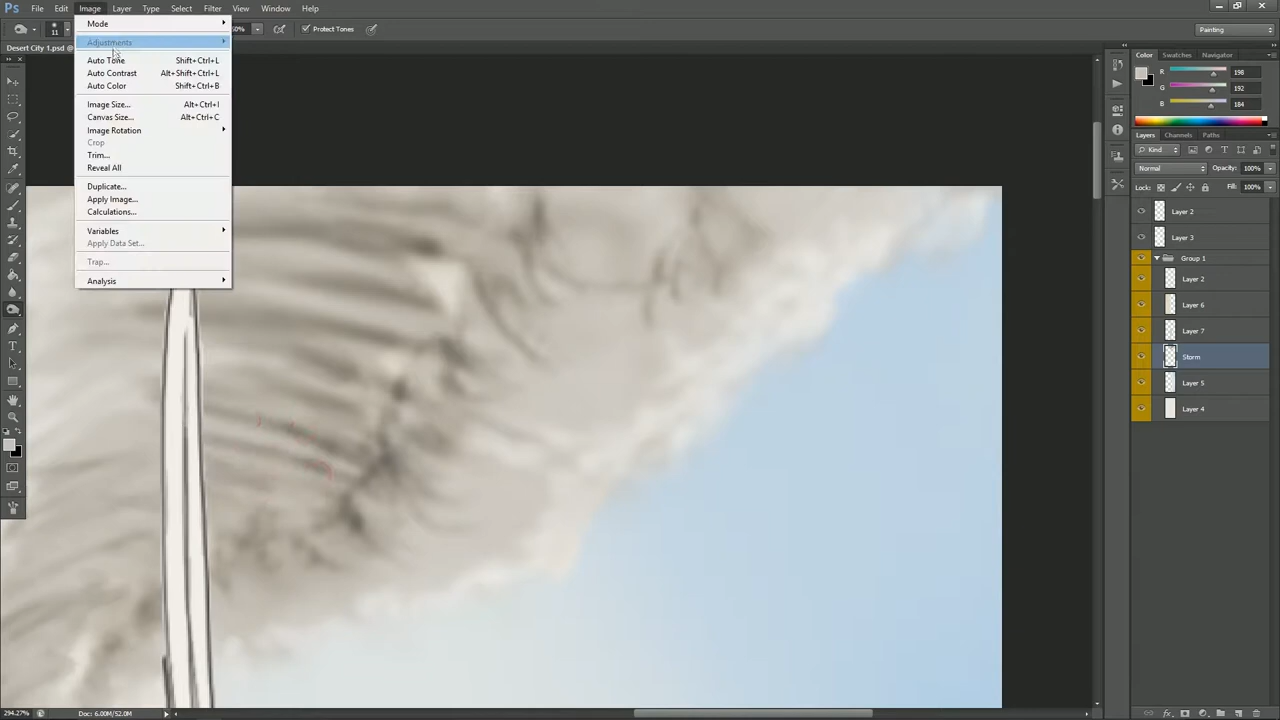 Ps File Edit Image Layer Type Select Filter View Window Help
11
50%
Protect Tones
Painting
Desert City 1.psd @
Mode
Adjustments
Auto Tone Shift+Ctrl+L
Auto Contrast Alt+Shift+Ctrl+L
Auto Color Shift+Ctrl+B
Image Size... Alt+Ctrl+I
Canvas Size... Alt+Ctrl+C
Image Rotation
Crop
Trim...
Reveal All
Duplicate...
Apply Image...
Calculations...
Variables
Apply Data Set...
Trap...
Analysis
Color Swatches Navigator
R 198
G 192
B 184
Layers Channels Paths
Kind
Normal Opacity: 100%
Lock: Fill: 100%
Layer 2
Layer 3
Group 1
Layer 2
Layer 6
Layer 7
Storm
Layer 5
Layer 4
294.27% Doc: 6.00M/52.0M